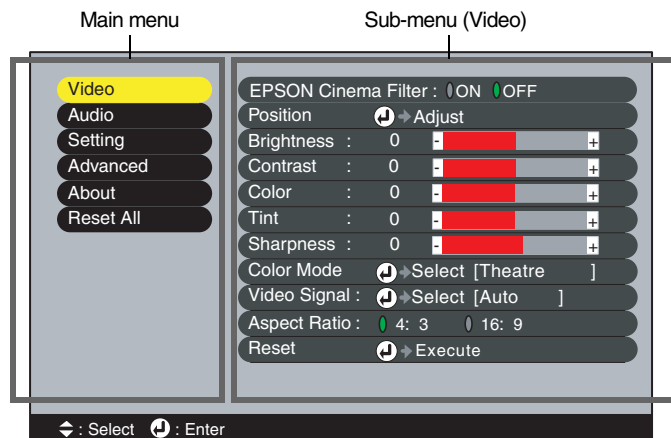 Main menu
Sub-menu (Video)
Video
Audio
Setting
Advanced
About
Reset All
EPSON Cinema Filter : ON OFF
Position Adjust
Brightness : 0 - +
Contrast : 0 - +
Color : 0 - +
Tint : 0 - +
Sharpness : 0 - +
Color Mode Select [Theatre ]
Video Signal : Select [Auto ]
Aspect Ratio : 4: 3 16: 9
Reset Execute
: Select : Enter